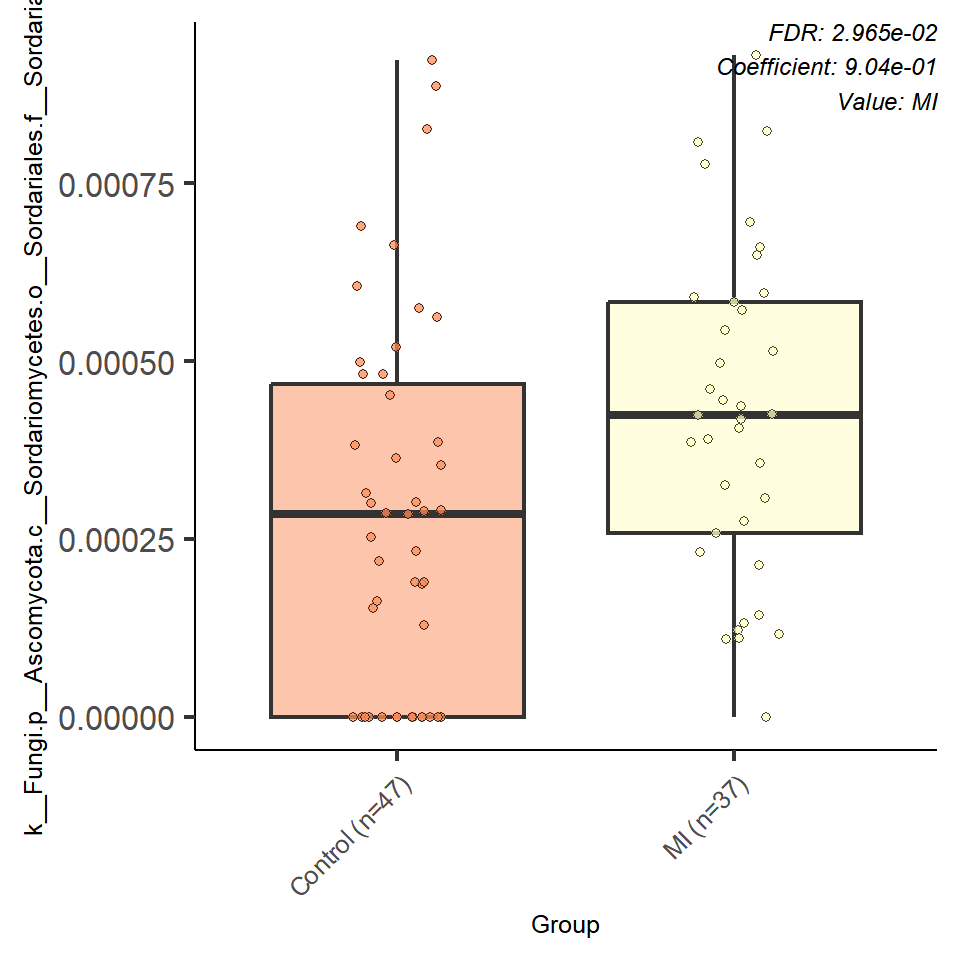 FDR: 2.965e-02
Coefficient: 9.04e-01
Value: MI
k__Fungi.p__Ascomycota.c__Sordariomycetes.o__Sordariales.f__Sordaria
0.00075
0.00050
0.00025
0.00000
Control (n=47)
MI (n=37)
Group